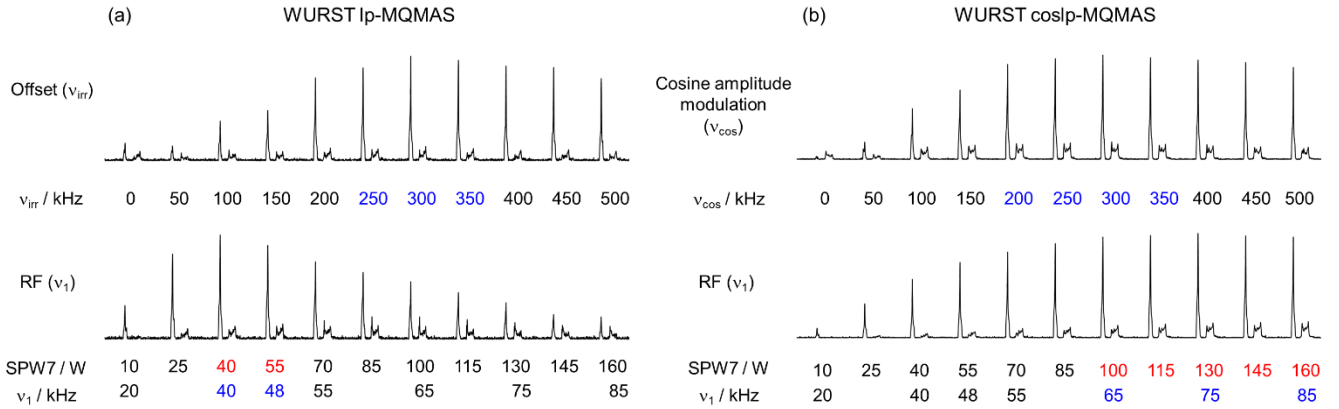 (a) WURST lp-MQMAS
Offset (νirr)
νirr / kHz 0 50 100 150 200 250 300 350 400 450 500
RF (ν1)
SPW7 / W 10 25 40 55 70 85 100 115 130 145 160
ν1 / kHz 20 40 48 55 65 75 85
(b) WURST coslp-MQMAS
Cosine amplitude
modulation
(νcos)
νcos / kHz 0 50 100 150 200 250 300 350 400 450 500
RF (ν1)
SPW7 / W 10 25 40 55 70 85 100 115 130 145 160
ν1 / kHz 20 40 48 55 65 75 85